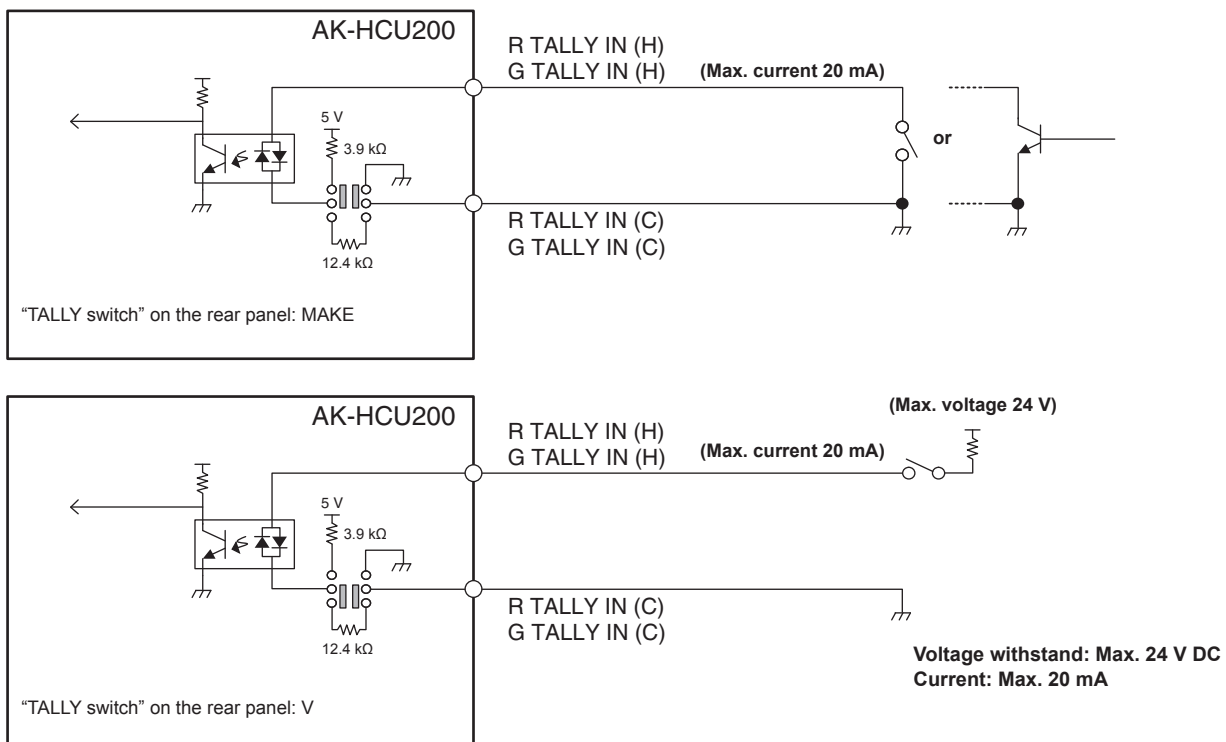 AK-HCU200
R TALLY IN (H)
G TALLY IN (H)
(Max. current 20 mA)
5 V
3.9 kΩ
or
R TALLY IN (C)
G TALLY IN (C)
12.4 kΩ
“TALLY switch” on the rear panel: MAKE
AK-HCU200
(Max. voltage 24 V)
R TALLY IN (H)
G TALLY IN (H)
(Max. current 20 mA)
5 V
3.9 kΩ
R TALLY IN (C)
G TALLY IN (C)
12.4 kΩ
Voltage withstand: Max. 24 V DC
Current: Max. 20 mA
“TALLY switch” on the rear panel: V